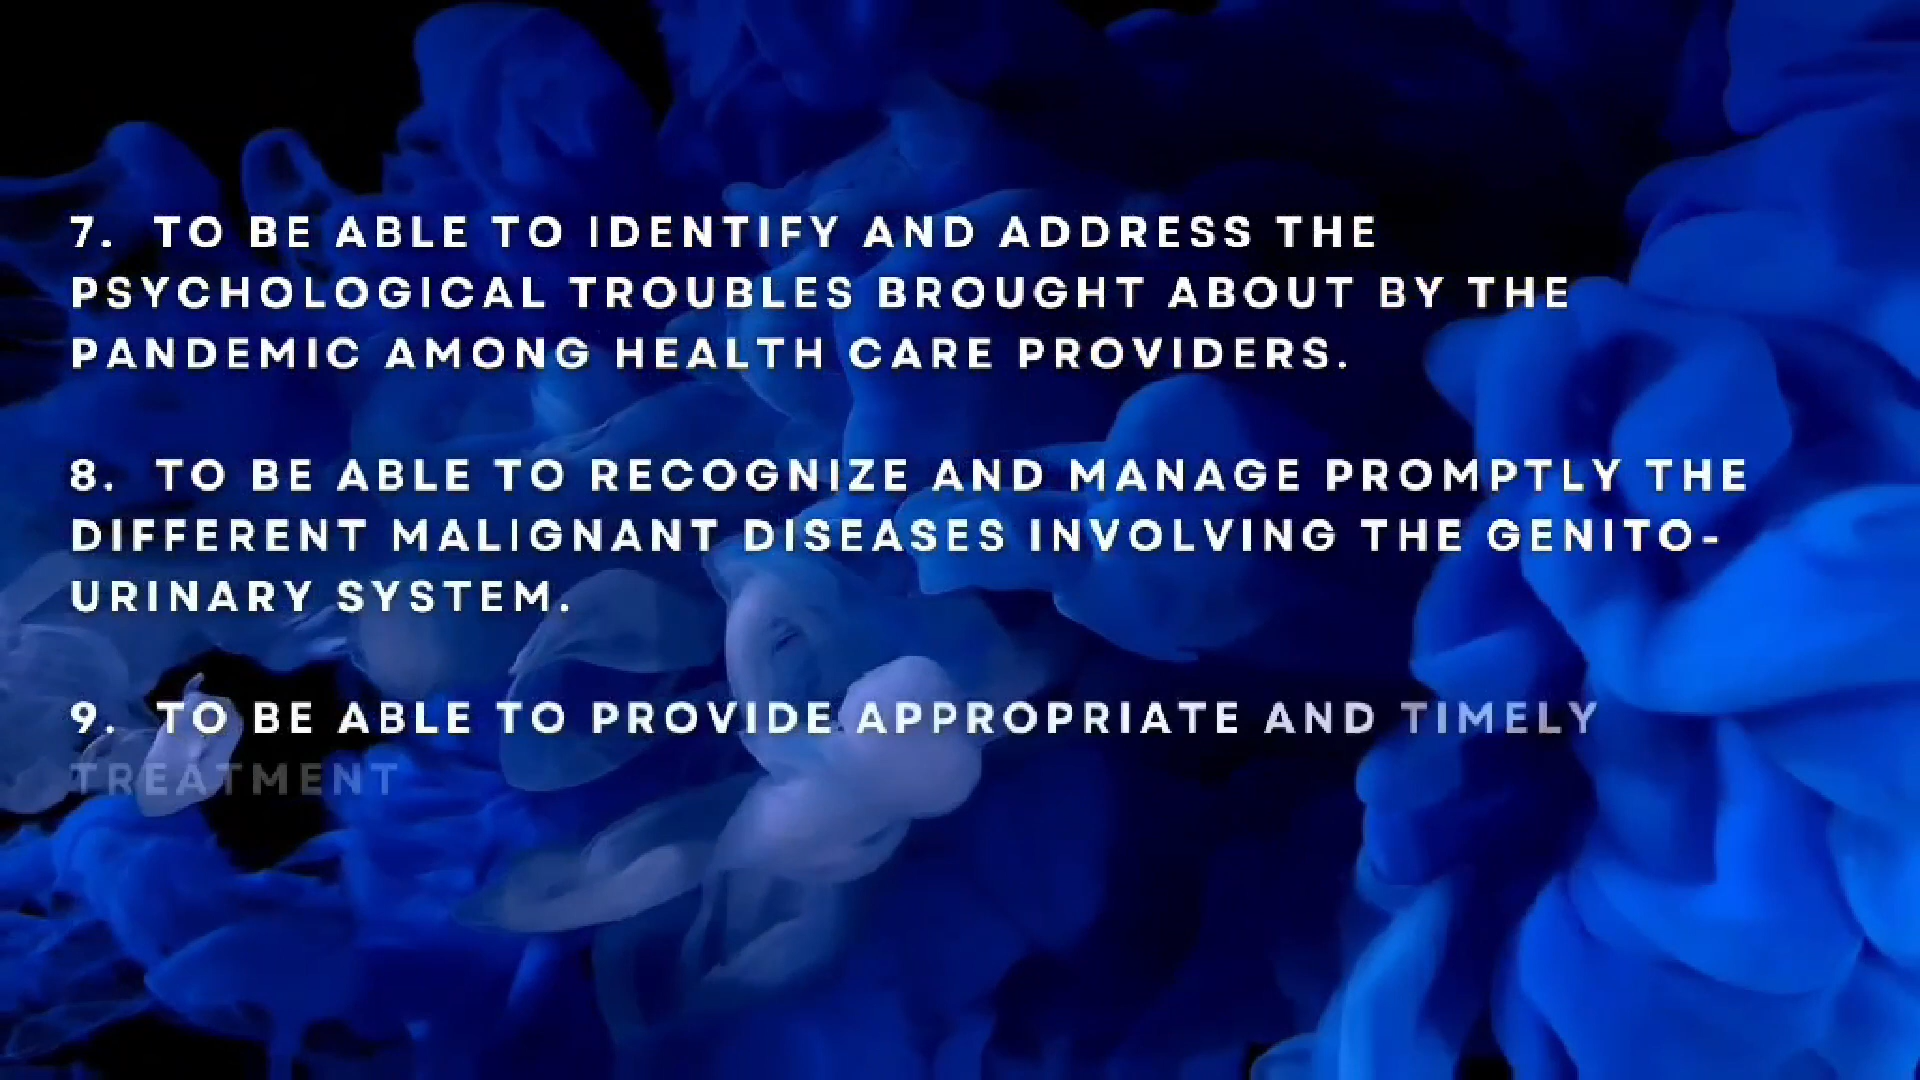 7. TO BE ABLE TO IDENTIFY AND ADDRESS THE
PSYCHOLOGICAL TROUBLES BROUGHT ABOUT BY THE
PANDEMIC AMONG HEALTH CARE PROVIDERS.
8. TO BE ABLE TO RECOGNIZE AND MANAGE PROMPTLY THE
DIFFERENT MALIGNANT DISEASES INVOLVING THE GENITO-
URINARY SYSTEM.
9. TO BE ABLE TO PROVIDE APPROPRIATE AND TIMELY
TREATMENT